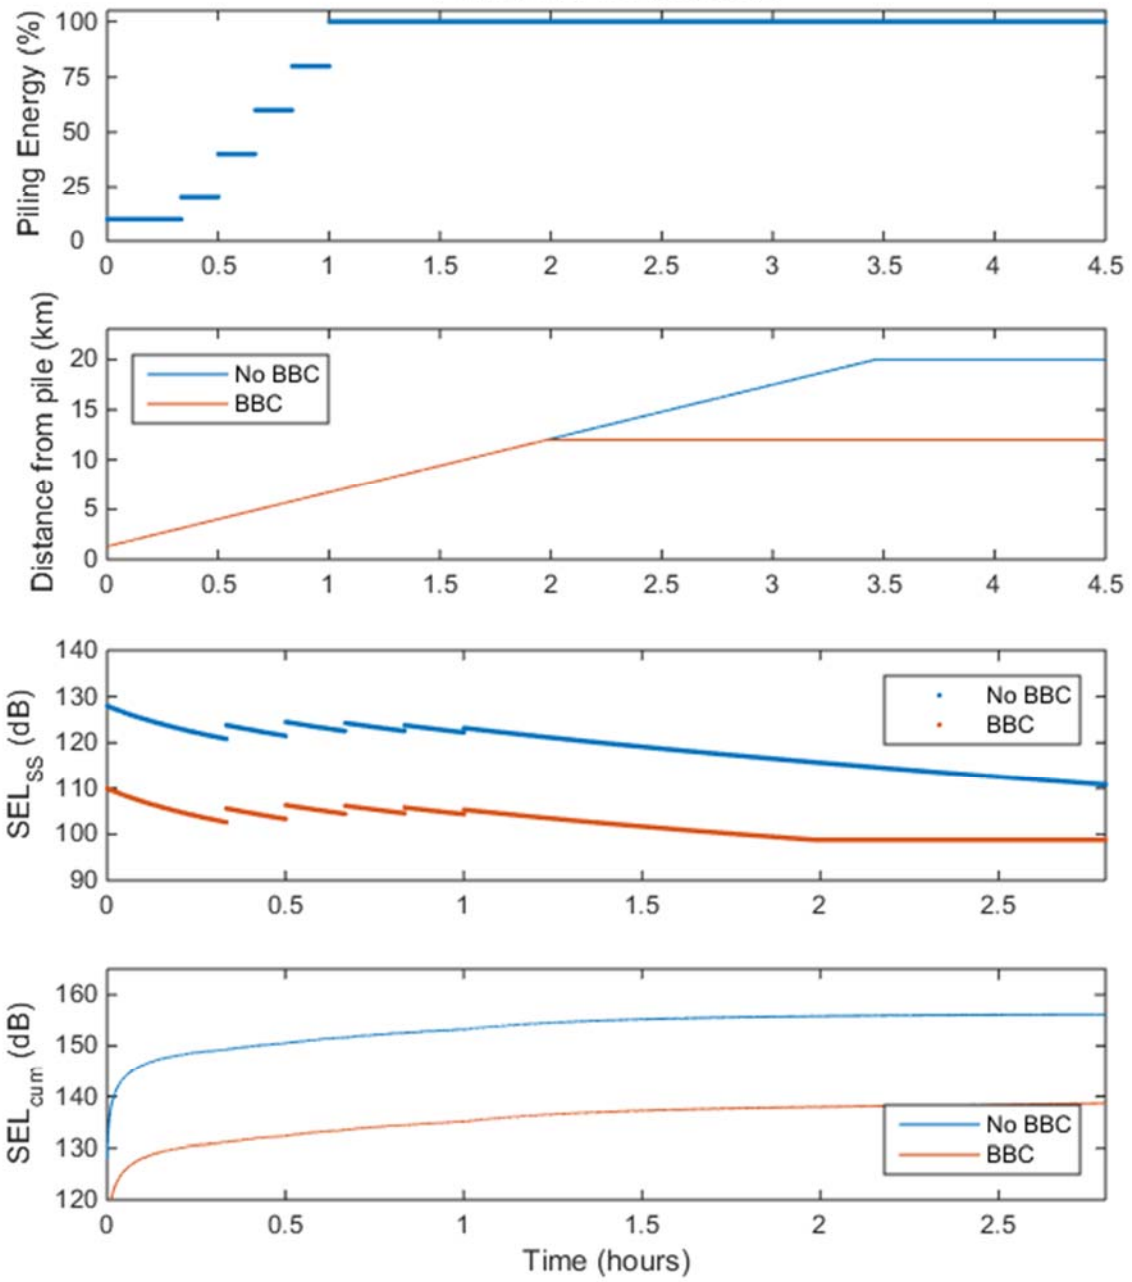 Piling Energy (%)
100
75
50
25
0
0 0.5 1 1.5 2 2.5 3 3.5 4 4.5
Distance from pile (km)
20
15
10
5
0
No BBC
BBC
0 0.5 1 1.5 2 2.5 3 3.5 4 4.5
SELSS (dB)
140
130
120
110
100
90
No BBC
BBC
0 0.5 1 1.5 2 2.5
SELcum (dB)
160
150
140
130
120
No BBC
BBC
0 0.5 1 1.5 2 2.5
Time (hours)